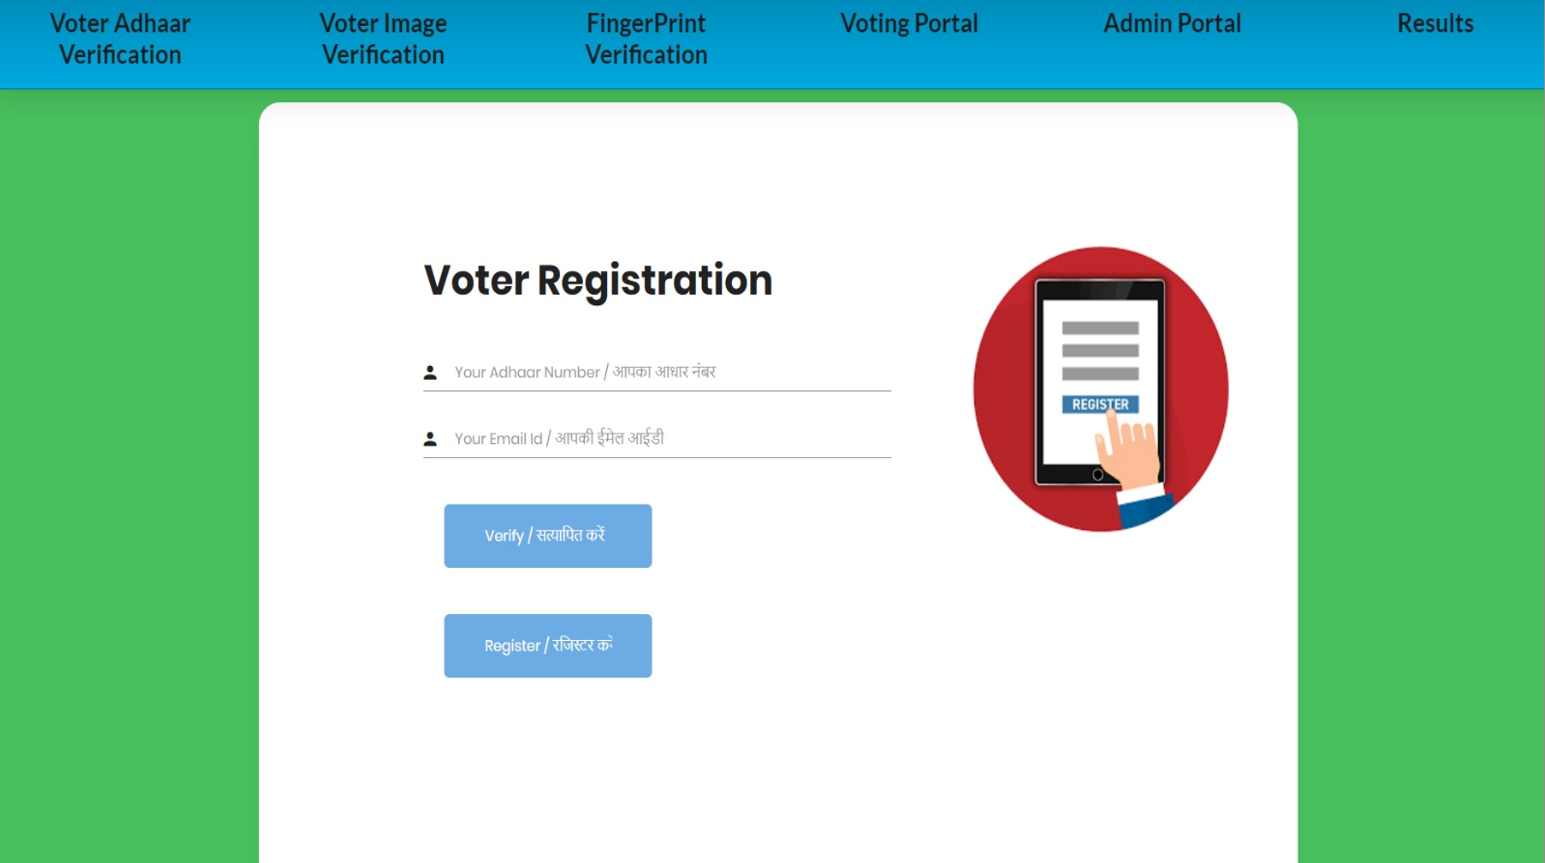 Voter Adhaar
Verification
Voter Image
Verification
FingerPrint
Verification
Voting Portal
Admin Portal
Results
Voter Registration
Your Adhaar Number / आपका आधार नंबर
Your Email Id / आपकी ईमेल आईडी
Verify / सत्यापित करें
Register / रजिस्टर करें
REGISTER